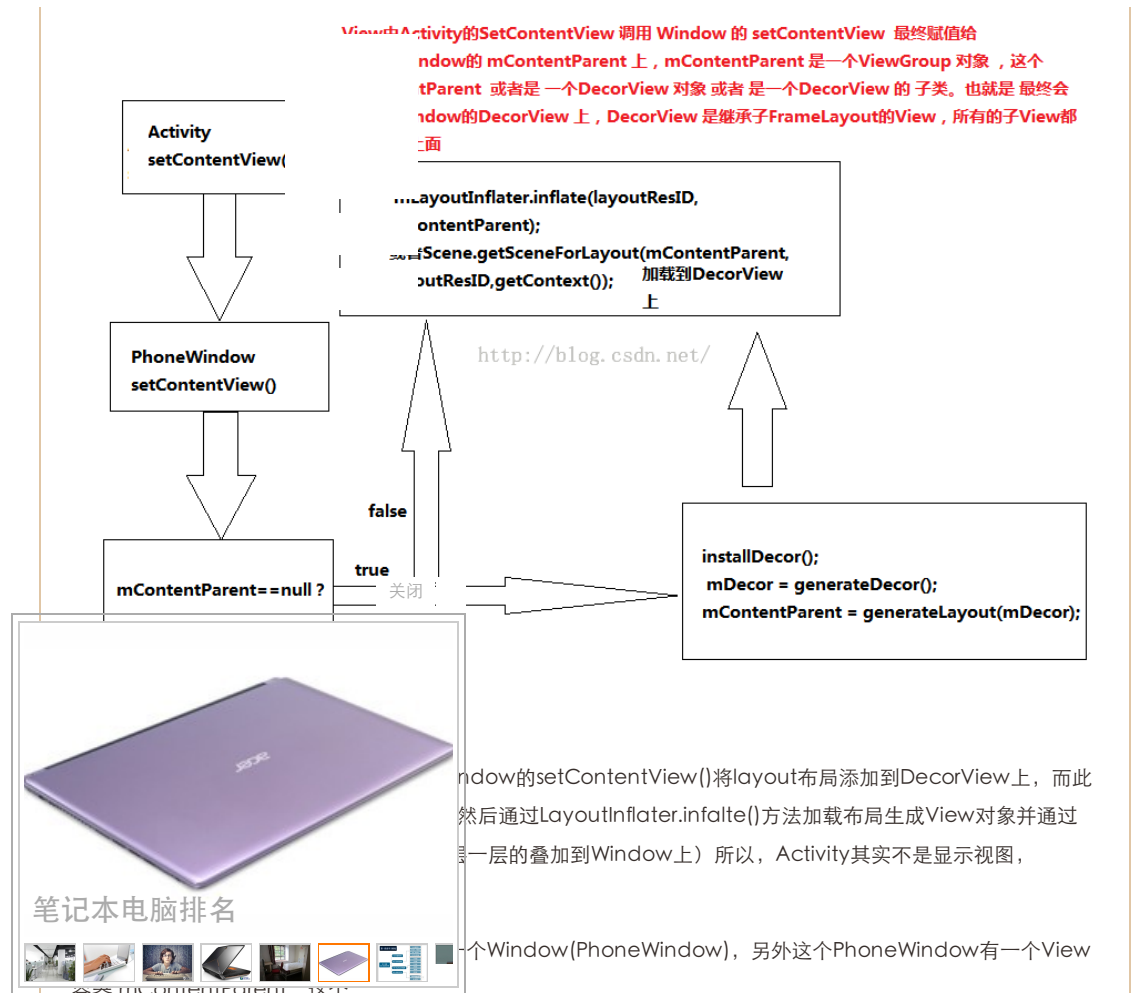 View由Activity的SetContentView 调用 Window 的 setContentView 最终赋值给
indow的 mContentParent 上，mContentParent 是一个ViewGroup 对象 ，这个
tParent 或者是 一个DecorView 对象 或者 是一个DecorView 的 子类。也就是 最终会
ndow的DecorView 上，DecorView 是继承子FrameLayout的View，所有的子View都
上面
Activity
setContentView(
mLayoutInflater.inflate(layoutResID,
ontentParent);
或者Scene.getSceneForLayout(mContentParent,
outResID,getContext());
加载到DecorView
上
PhoneWindow
setContentView()
http://blog.csdn.net/
false
true
mContentParent==null ?
关闭
installDecor();
mDecor = generateDecor();
mContentParent = generateLayout(mDecor);
acer
ndow的setContentView()将layout布局添加到DecorView上，而此
然后通过LayoutInflater.infalte()方法加载布局生成View对象并通过
层一层的叠加到Window上）所以，Activity其实不是显示视图，
笔记本电脑排名
一个Window(PhoneWindow)，另外这个PhoneWindow有一个View
mContentParent